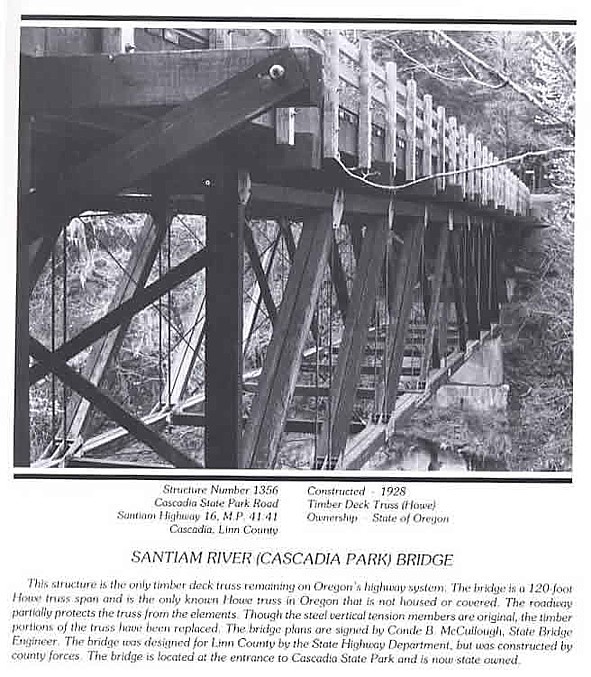 Structure Number 1356
Cascadia State Park Road
Santiam Highway 16, M.P. 41.41
Cascadia, Linn County
Constructed - 1928
Timber Deck Truss (Howe)
Ownership State of Oregon
SANTIAM RIVER (CASCADIA PARK) BRIDGE
This structure is the only timber deck truss remaining on Oregon's highway system. The bridge is a 120-foot
Howe truss span and is the only known Howe truss in Oregon that is not housed or covered. The roadway
partially protects the truss from the elements. Though the steel vertical tension members are original, the timber
portions of the truss have been replaced. The bridge plans are signed by Conde B. McCullough, State Bridge
Engineer. The bridge was designed for Linn County by the State Highway Department, but was constructed by
county forces. The bridge is located at the entrance to Cascadia State Park and is now state owned.